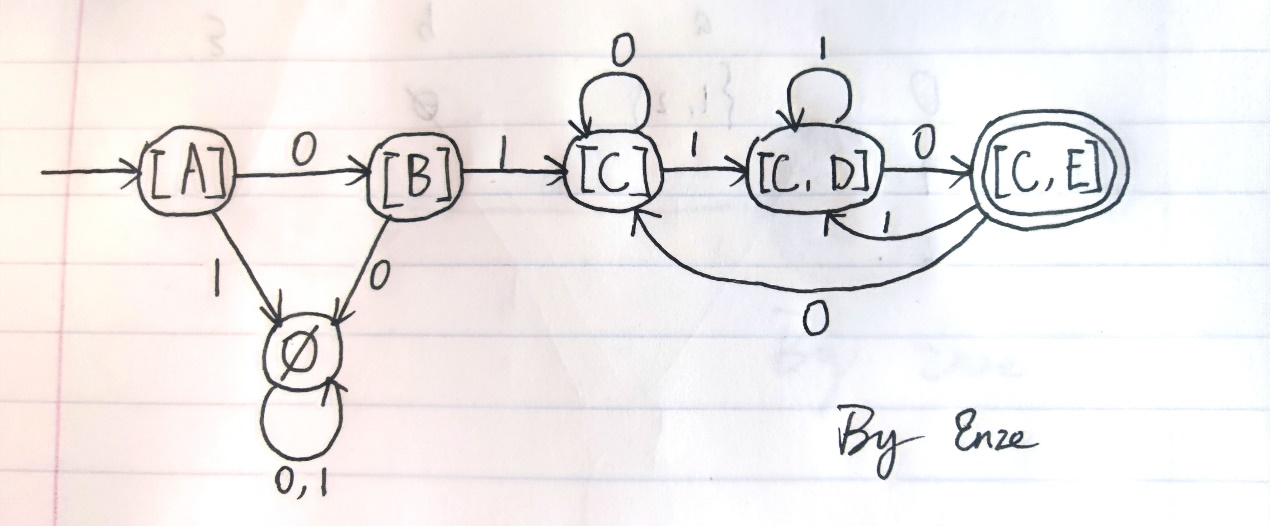 0 1
[A] 0 [B] 1 [C] 1 [C, D] 0 [C, E]
1 0 1
Ø 0
0, 1
By Enze